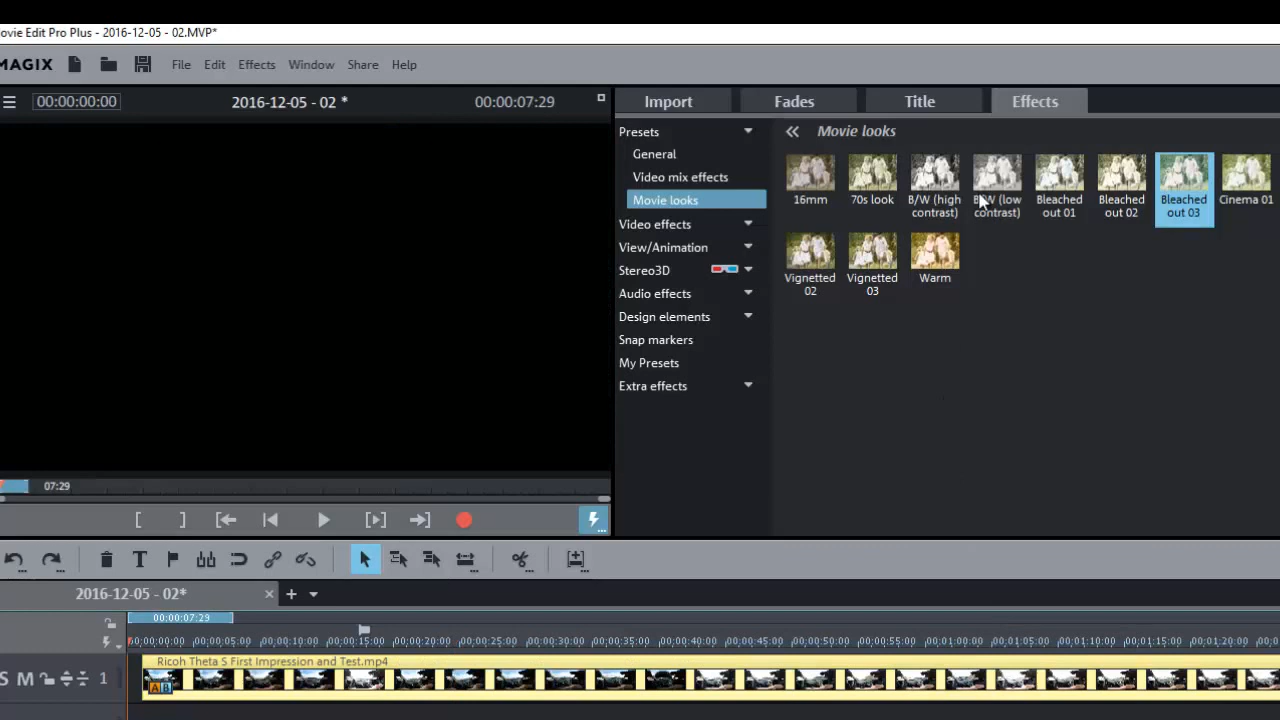 ovie Edit Pro Plus - 2016-12-05 - 02.MVP*
MAGIX File Edit Effects Window Share Help
00:00:00:00 2016-12-05 - 02 * 00:00:07:29
Import Fades Title Effects
Presets
General
Video mix effects
Movie looks
Video effects
View/Animation
Stereo3D
Audio effects
Design elements
Snap markers
My Presets
Extra effects
Movie looks
16mm 70s look B/W (high contrast) B/W (low contrast) Bleached out 01 Bleached out 02 Bleached out 03 Cinema 01
Vignetted 02 Vignetted 03 Warm
07:29
2016-12-05 - 02*
00:00:07:29
00:00:00:00 00:00:05:00 00:00:10:00 00:00:15:00 00:00:20:00 00:00:25:00 00:00:30:00 00:00:35:00 00:00:40:00 00:00:45:00 00:00:50:00 00:00:55:00 00:01:00:00 00:01:05:00 00:01:10:00 00:01:15:00 00:01:20:00
Ricoh Theta S First Impression and Test.mp4
S M 1
A B